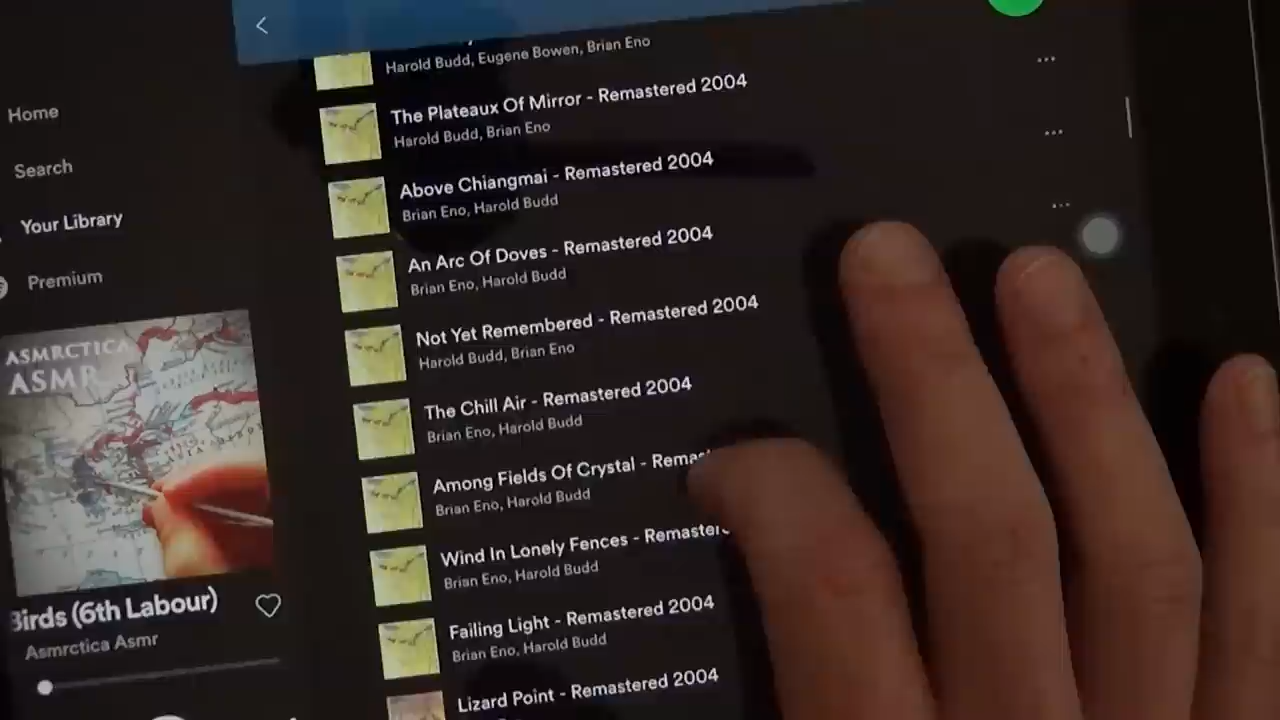 Harold Budd, Eugene Bowen, Brian Eno
The Plateaux Of Mirror - Remastered 2004
Harold Budd, Brian Eno
Above Chiangmai - Remastered 2004
Brian Eno, Harold Budd
An Arc Of Doves - Remastered 2004
Brian Eno, Harold Budd
Not Yet Remembered - Remastered 2004
Harold Budd, Brian Eno
The Chill Air - Remastered 2004
Brian Eno, Harold Budd
Among Fields Of Crystal - Remas
Brian Eno, Harold Budd
Wind In Lonely Fences - Remastere
Brian Eno, Harold Budd
Failing Light - Remastered 2004
Brian Eno, Harold Budd
Lizard Point - Remastered 2004
Home
Search
Your Library
Premium
ASMRCTICA
ASMR
Birds (6th Labour)
Asmrctica Asmr